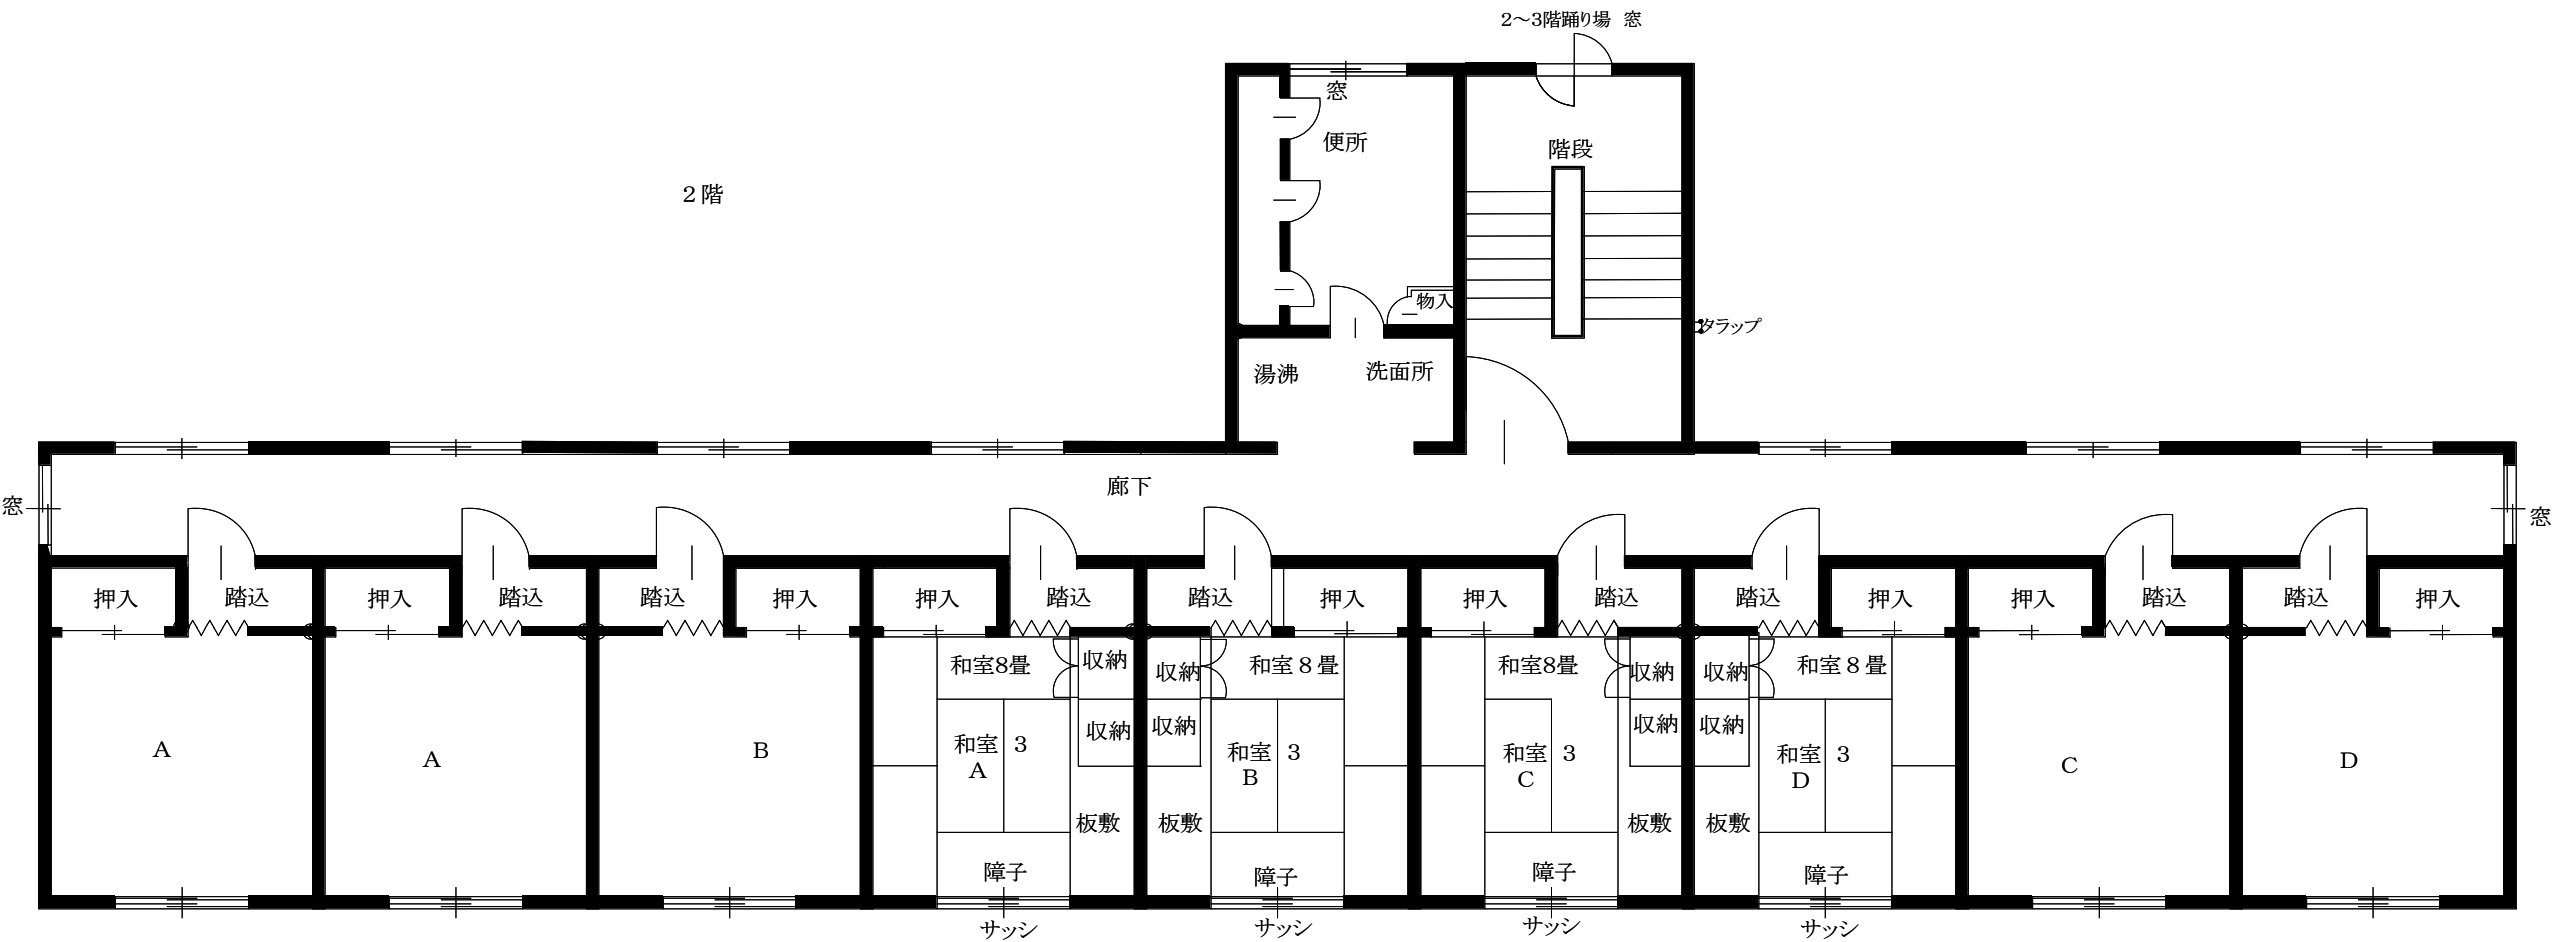 2～3階踊り場　窓
窓
便所
階段
２階
物入
タラップ
湯沸
洗面所
廊下
窓
窓
押入
踏込
押入
踏込
踏込
押入
押入
踏込
踏込
押入
押入
踏込
踏込
押入
押入
踏込
踏込
押入
和室8畳
収納
収納
和室８畳
和室8畳
収納
収納
和室８畳
収納
収納
収納
収納
A
A
B
和室　3
A
和室　3
B
和室　3
C
和室　3
D
C
D
板敷
板敷
板敷
板敷
障子
障子
障子
障子
サッシ
サッシ
サッシ
サッシ